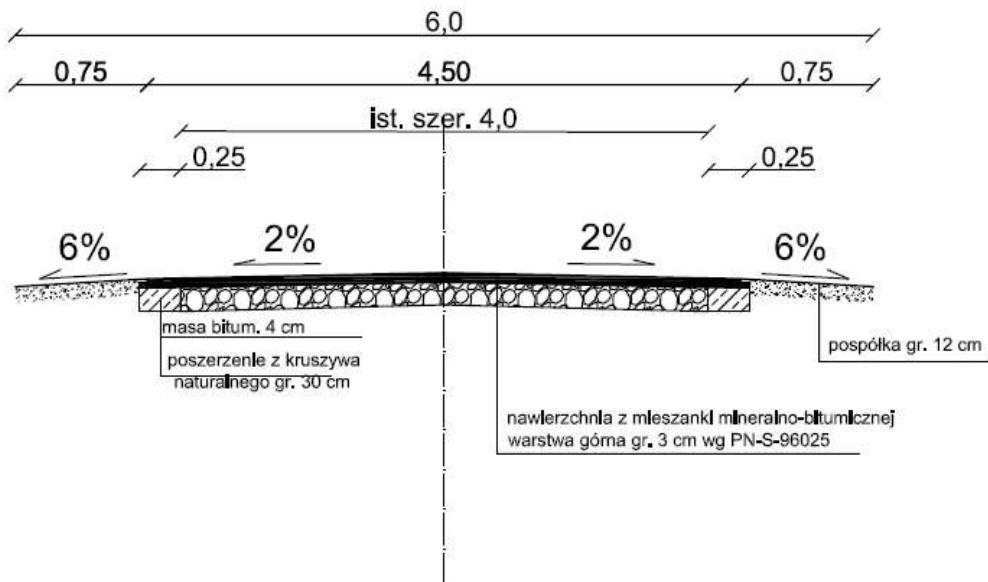 6,0
0,75 4,50 0,75
ist. szer. 4,0
0,25 0,25
6% 2% 2% 6%
masa bitum. 4 cm
poszerzenie z kruszywa
naturalnego gr. 30 cm
pospółka gr. 12 cm
nawierzchnia z mieszanki mineralno-bitumicznej
warstwa górna gr. 3 cm wg PN-S-96025